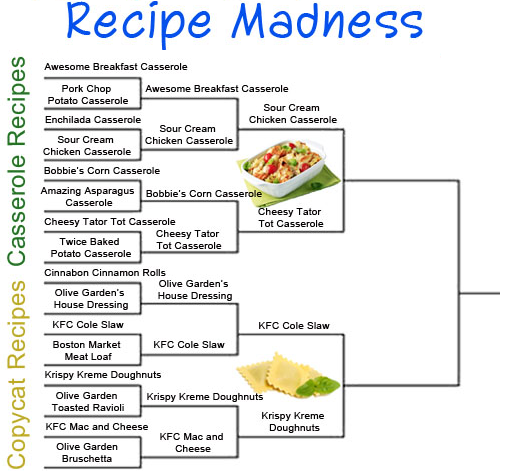 Recipe Madness
Casserole Recipes
Awesome Breakfast Casserole
Pork Chop
Potato Casserole
Enchilada Casserole
Sour Cream
Chicken Casserole
Bobbie's Corn Casserole
Amazing Asparagus
Casserole
Cheesy Tator Tot Casserole
Twice Baked
Potato Casserole
Awesome Breakfast Casserole
Sour Cream
Chicken Casserole
Bobbie's Corn Casserole
Cheesy Tator
Tot Casserole
Sour Cream
Chicken Casserole
Cheesy Tator
Tot Casserole
Copycat Recipes
Cinnabon Cinnamon Rolls
Olive Garden's
House Dressing
KFC Cole Slaw
Boston Market
Meat Loaf
Krispy Kreme Doughnuts
Olive Garden
Toasted Ravioli
KFC Mac and Cheese
Olive Garden
Bruschetta
Olive Garden's
House Dressing
KFC Cole Slaw
Krispy Kreme Doughnuts
KFC Mac and
Cheese
KFC Cole Slaw
Krispy Kreme
Doughnuts